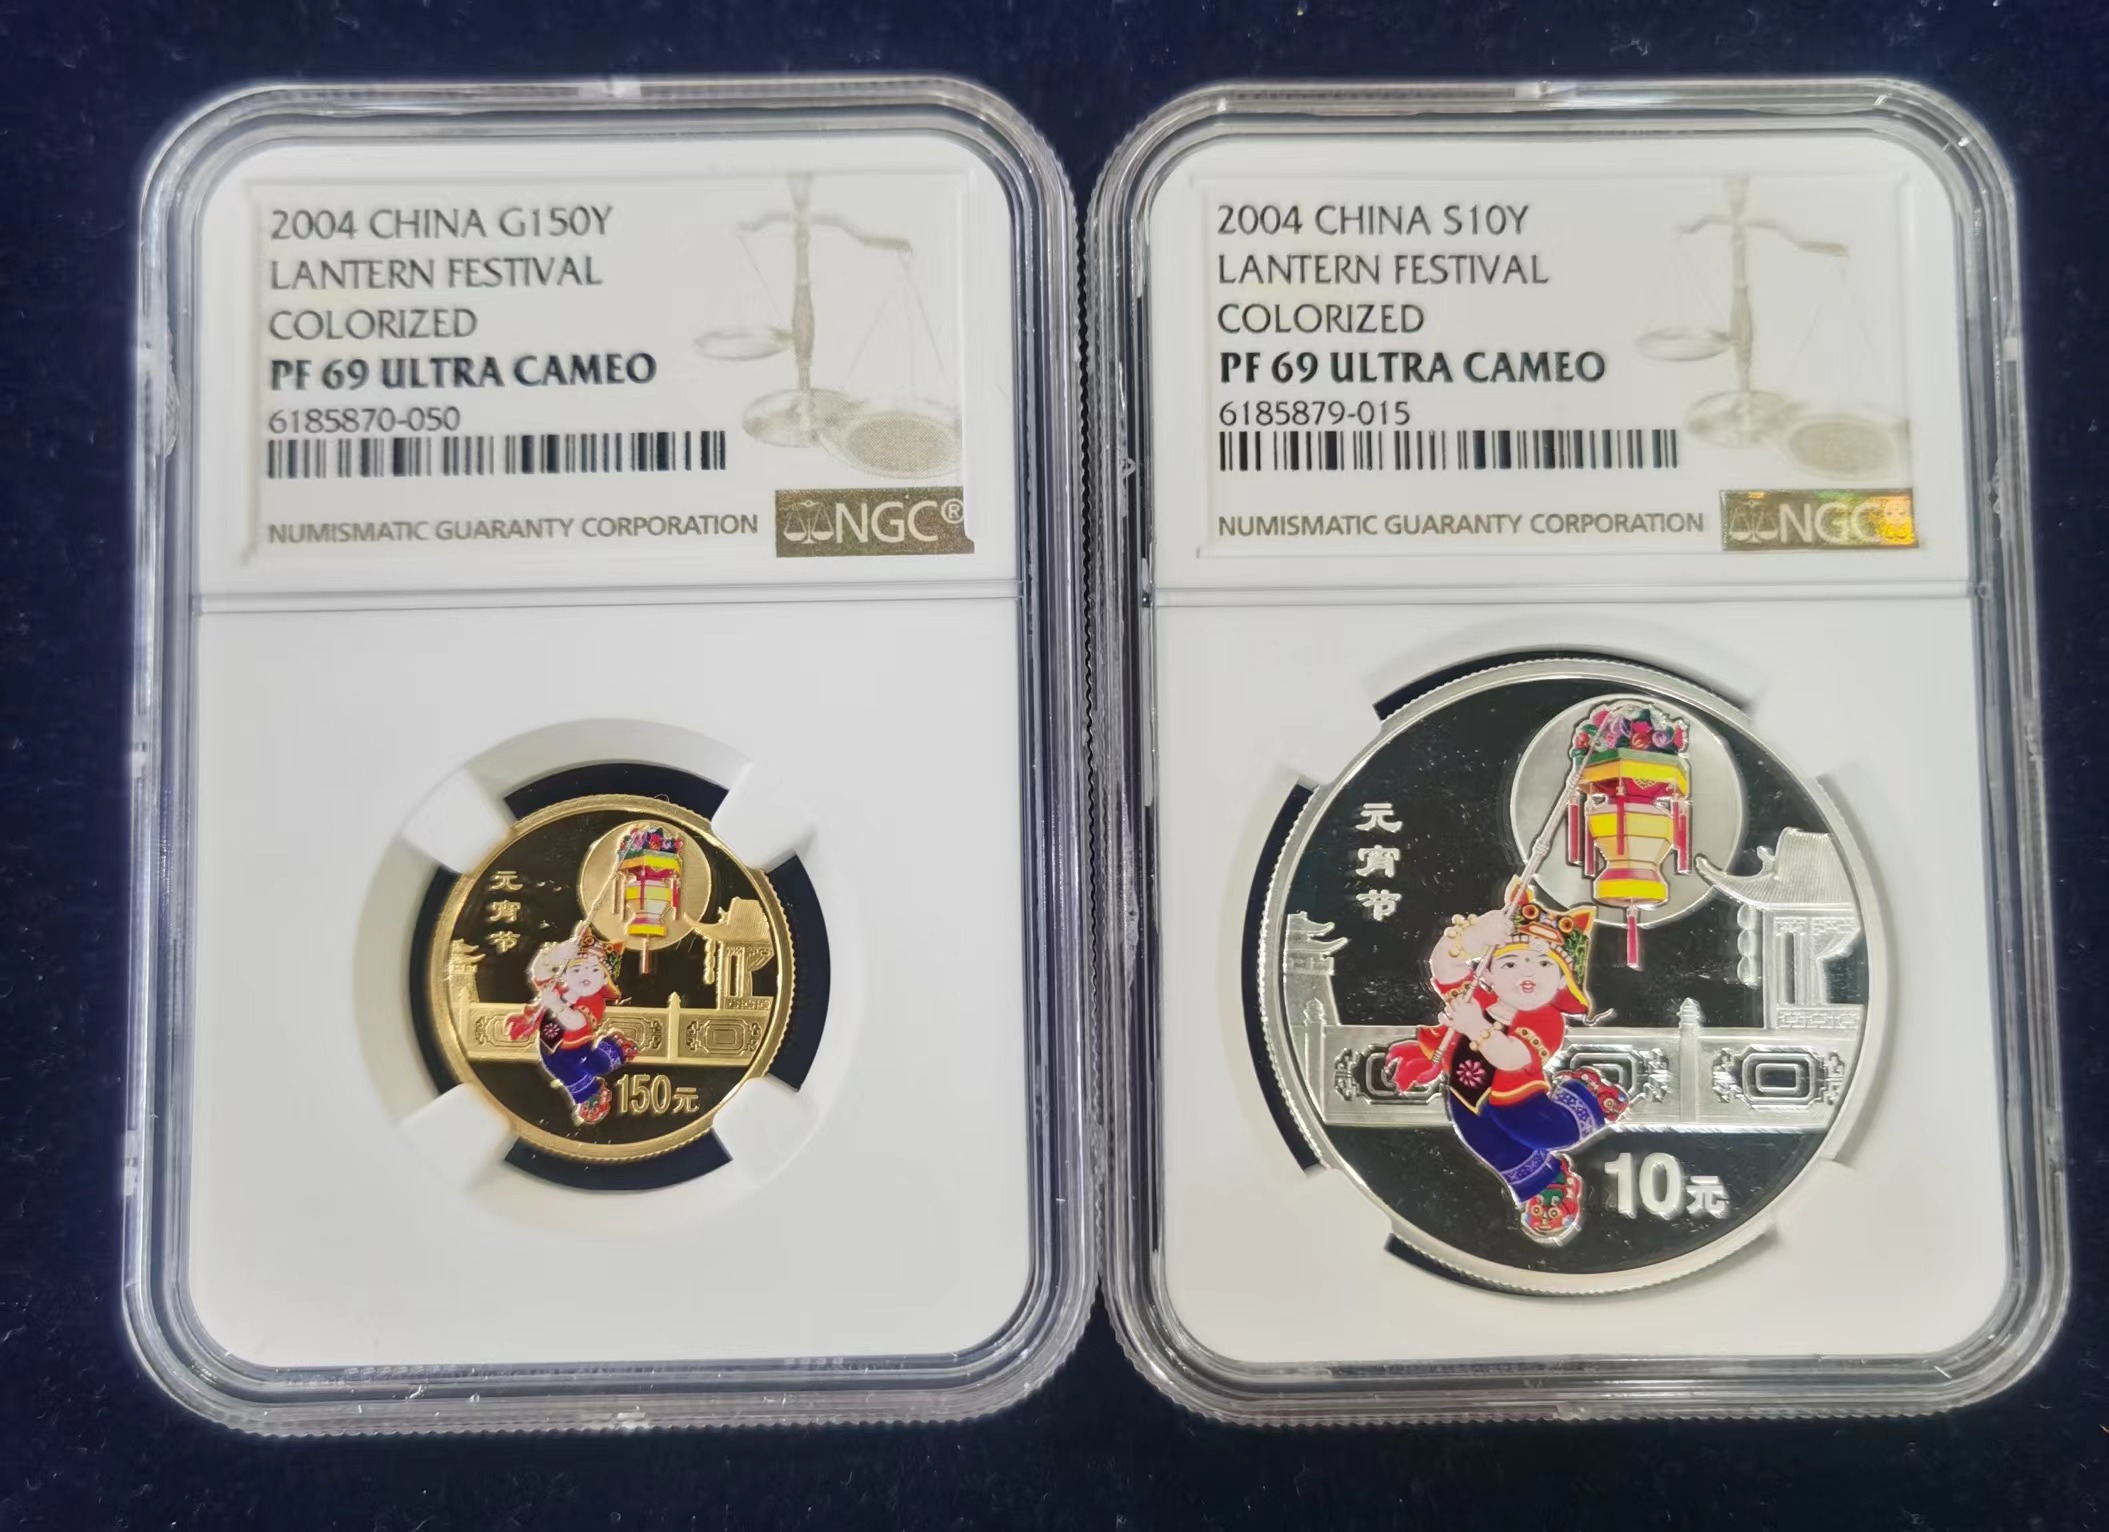 2004 CHINA G150Y
LANTERN FESTIVAL
COLORIZED
PF 69 ULTRA CAMEO
6185870-050
NUMISMATIC GUARANTY CORPORATION
NGC®
元
宵
节
150元
2004 CHINA S10Y
LANTERN FESTIVAL
COLORIZED
PF 69 ULTRA CAMEO
6185879-015
NUMISMATIC GUARANTY CORPORATION
NGC
元
宵
节
10元